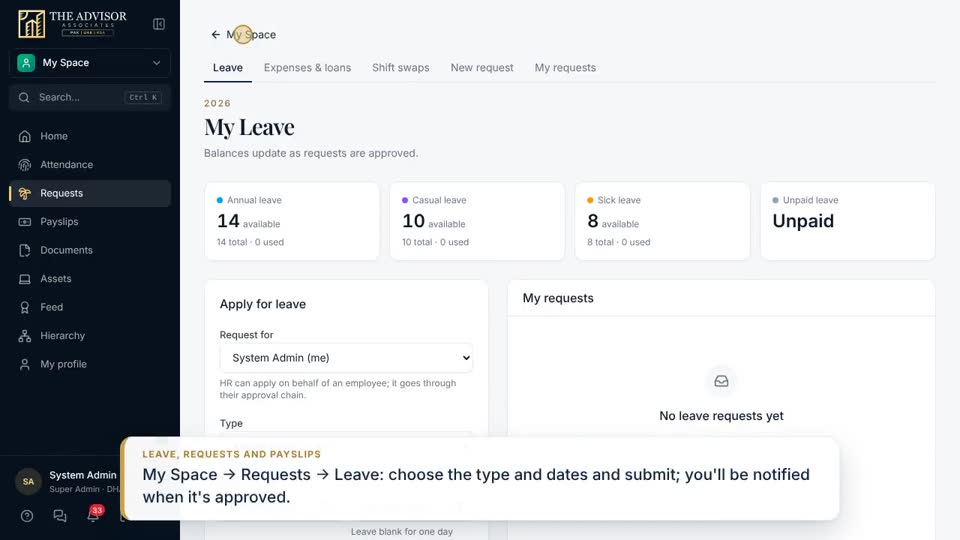 THE ADVISOR
ASSOCIATES
PAK | UAE | KSA
My Space
Search...
Ctrl K
Home
Attendance
Requests
Payslips
Documents
Assets
Feed
Hierarchy
My profile
SA
System Admin
Super Admin
33
My Space
Leave
Expenses & loans
Shift swaps
New request
My requests
2026
My Leave
Balances update as requests are approved.
Annual leave
14 available
14 total · 0 used
Casual leave
10 available
10 total · 0 used
Sick leave
8 available
8 total · 0 used
Unpaid leave
Unpaid
Apply for leave
Request for
System Admin (me)
HR can apply on behalf of an employee; it goes through
their approval chain.
Type
My requests
No leave requests yet
LEAVE, REQUESTS AND PAYSLIPS
My Space → Requests → Leave: choose the type and dates and submit; you'll be notified
when it's approved.
Leave blank for one day